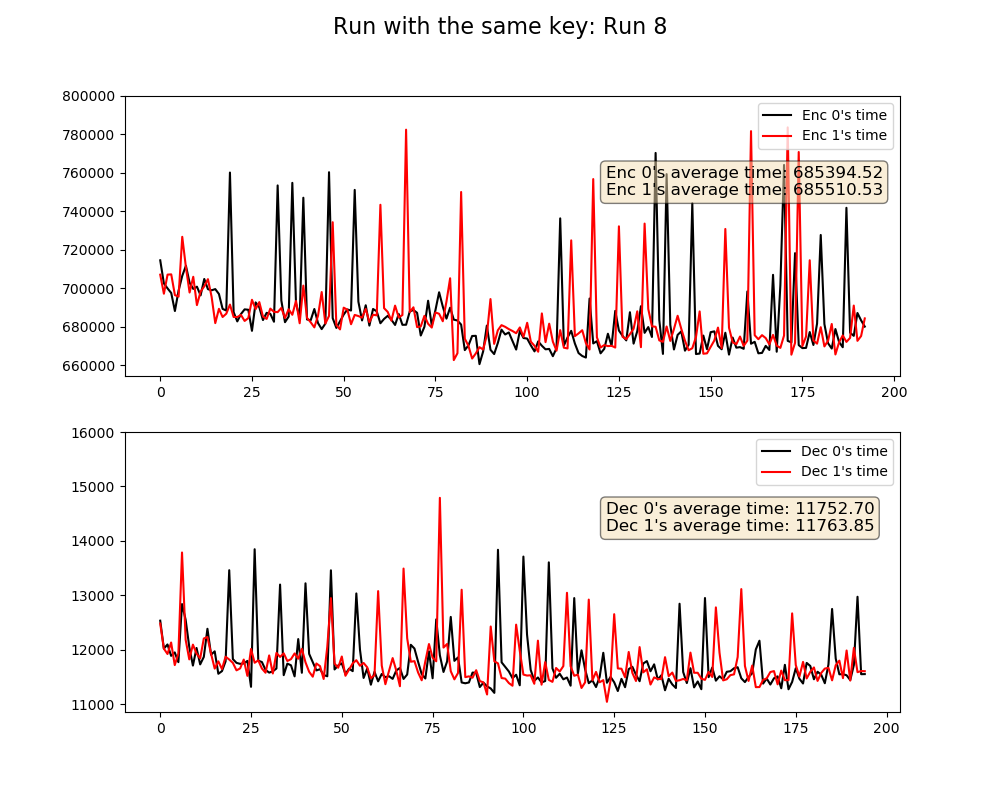 Run with the same key: Run 8
800000
780000
760000
740000
720000
700000
680000
660000
Enc 0's time
Enc 1's time
Enc 0's average time: 685394.52
Enc 1's average time: 685510.53
0 25 50 75 100 125 150 175 200
16000
15000
14000
13000
12000
11000
Dec 0's time
Dec 1's time
Dec 0's average time: 11752.70
Dec 1's average time: 11763.85
0 25 50 75 100 125 150 175 200